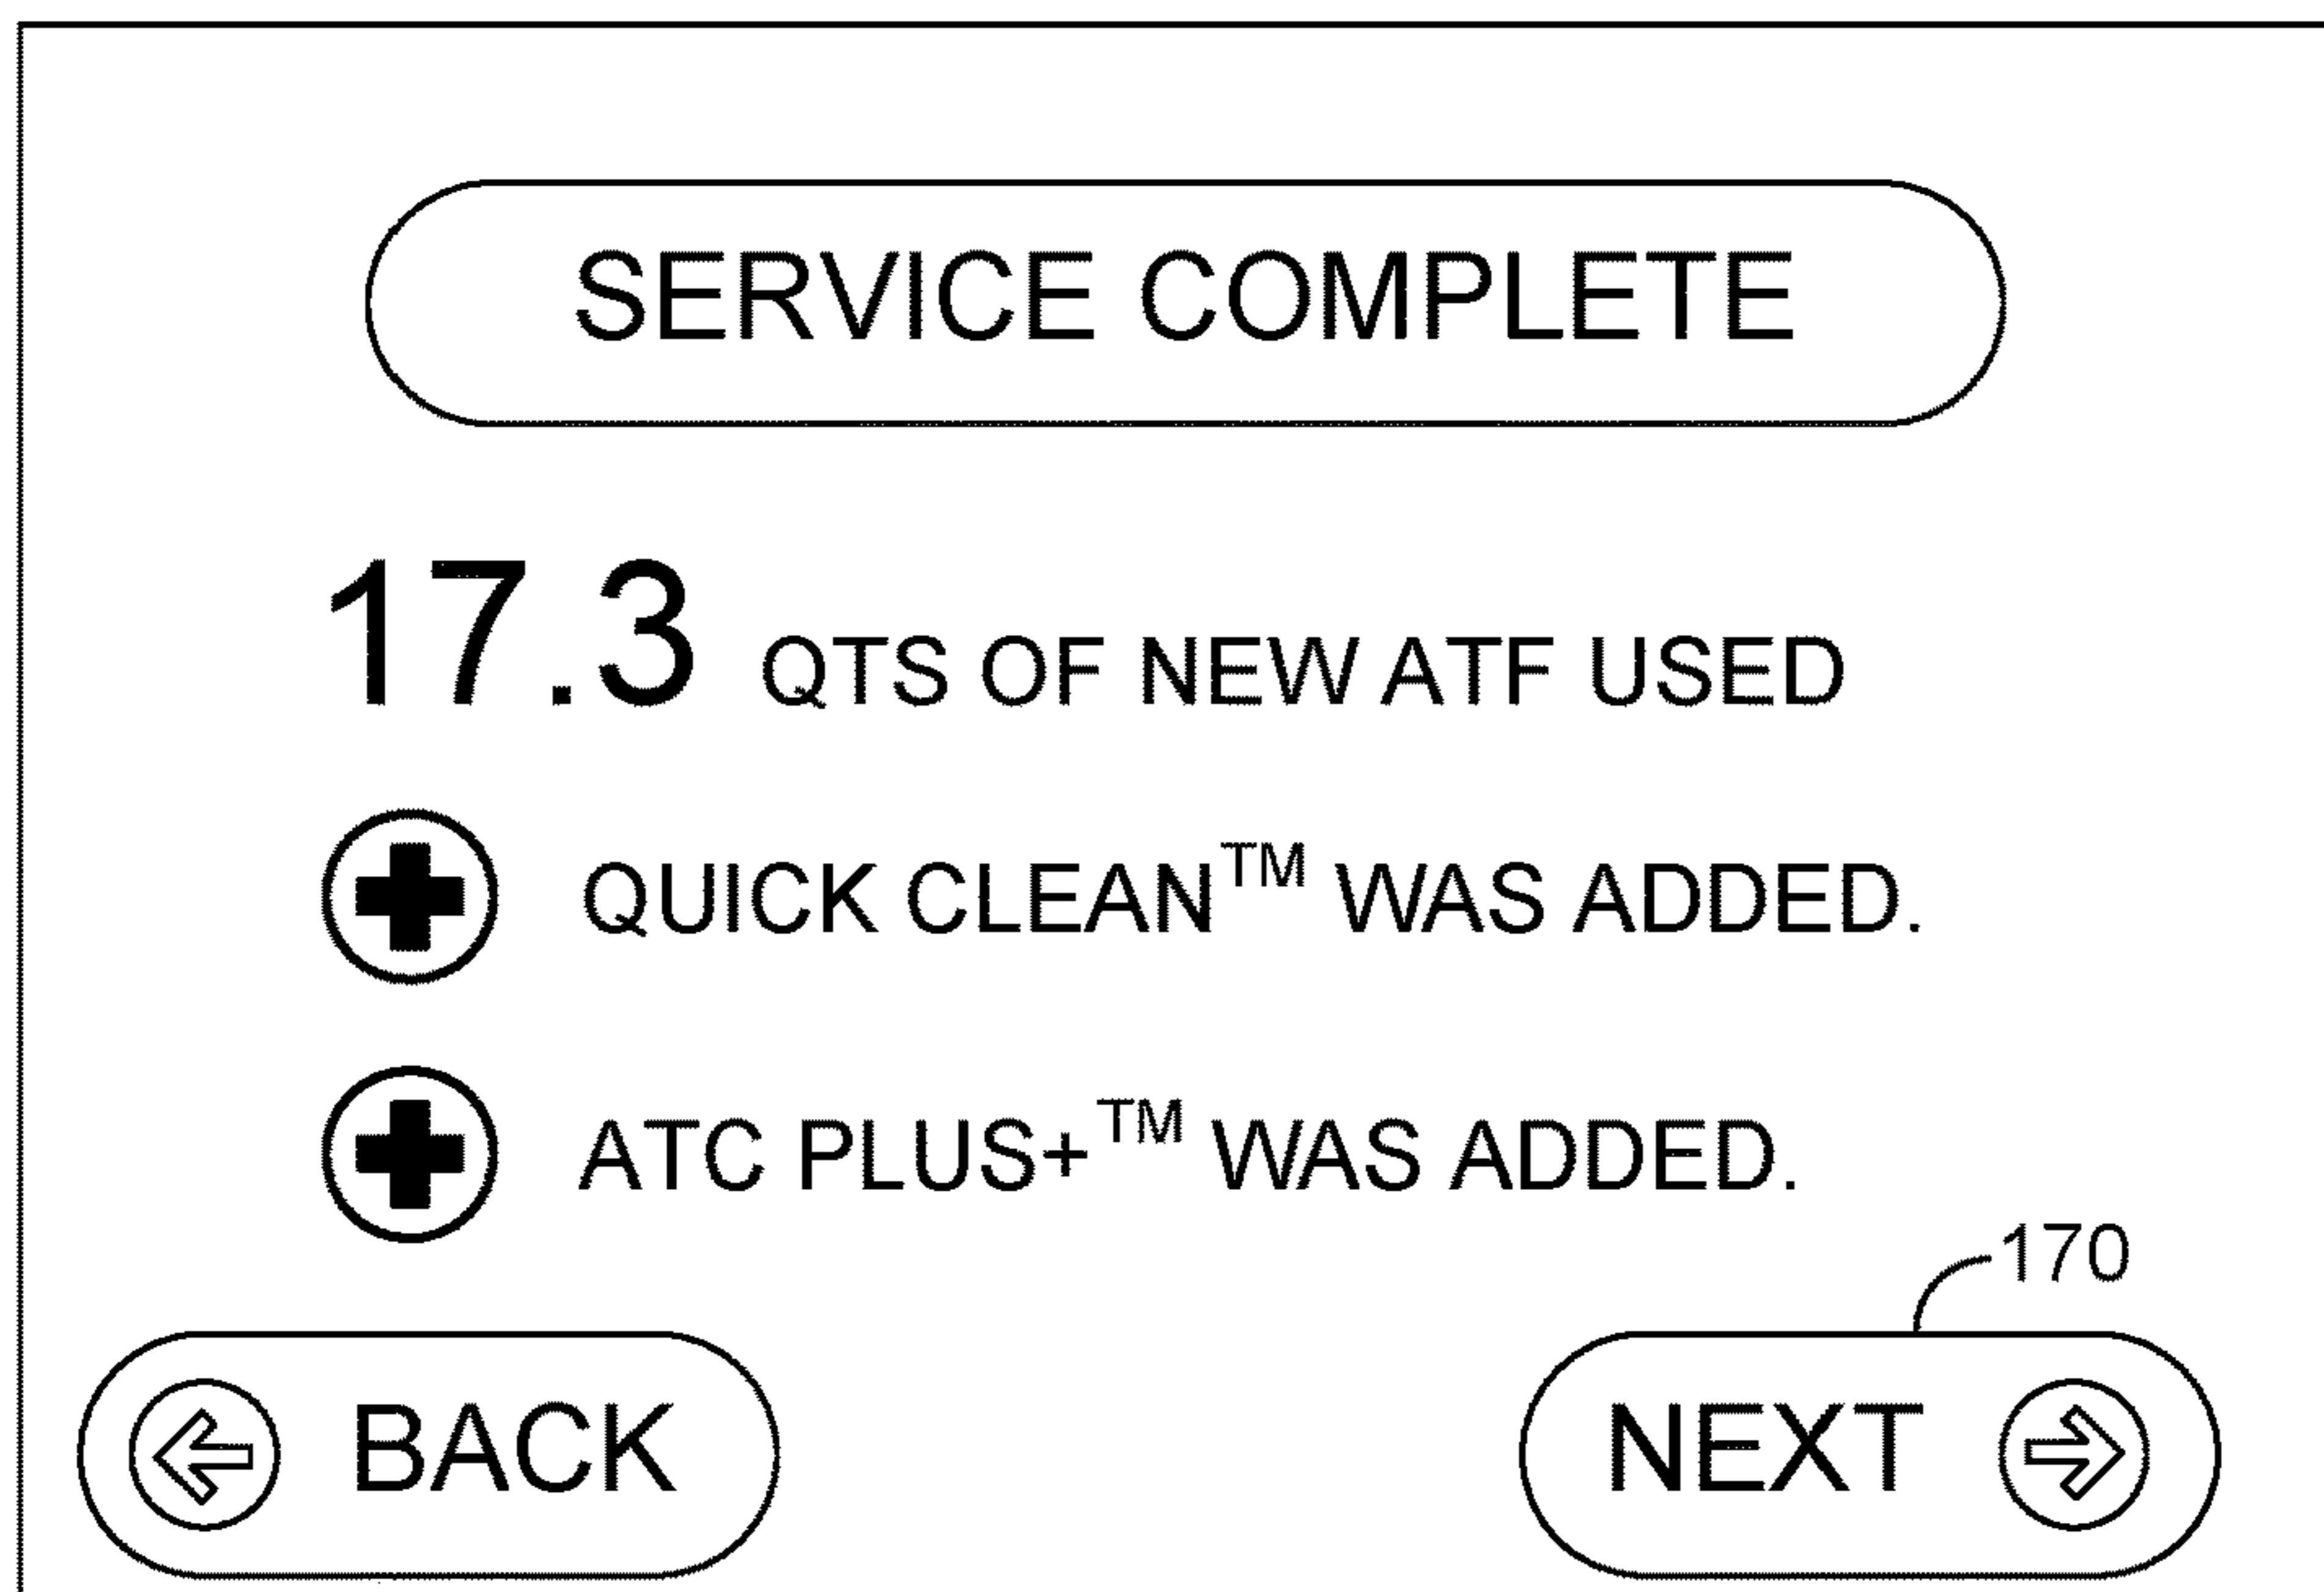 SERVICE COMPLETE
17.3 QTS OF NEW ATF USED
QUICK CLEAN™ WAS ADDED.
ATC PLUS+™ WAS ADDED.
170
BACK
NEXT